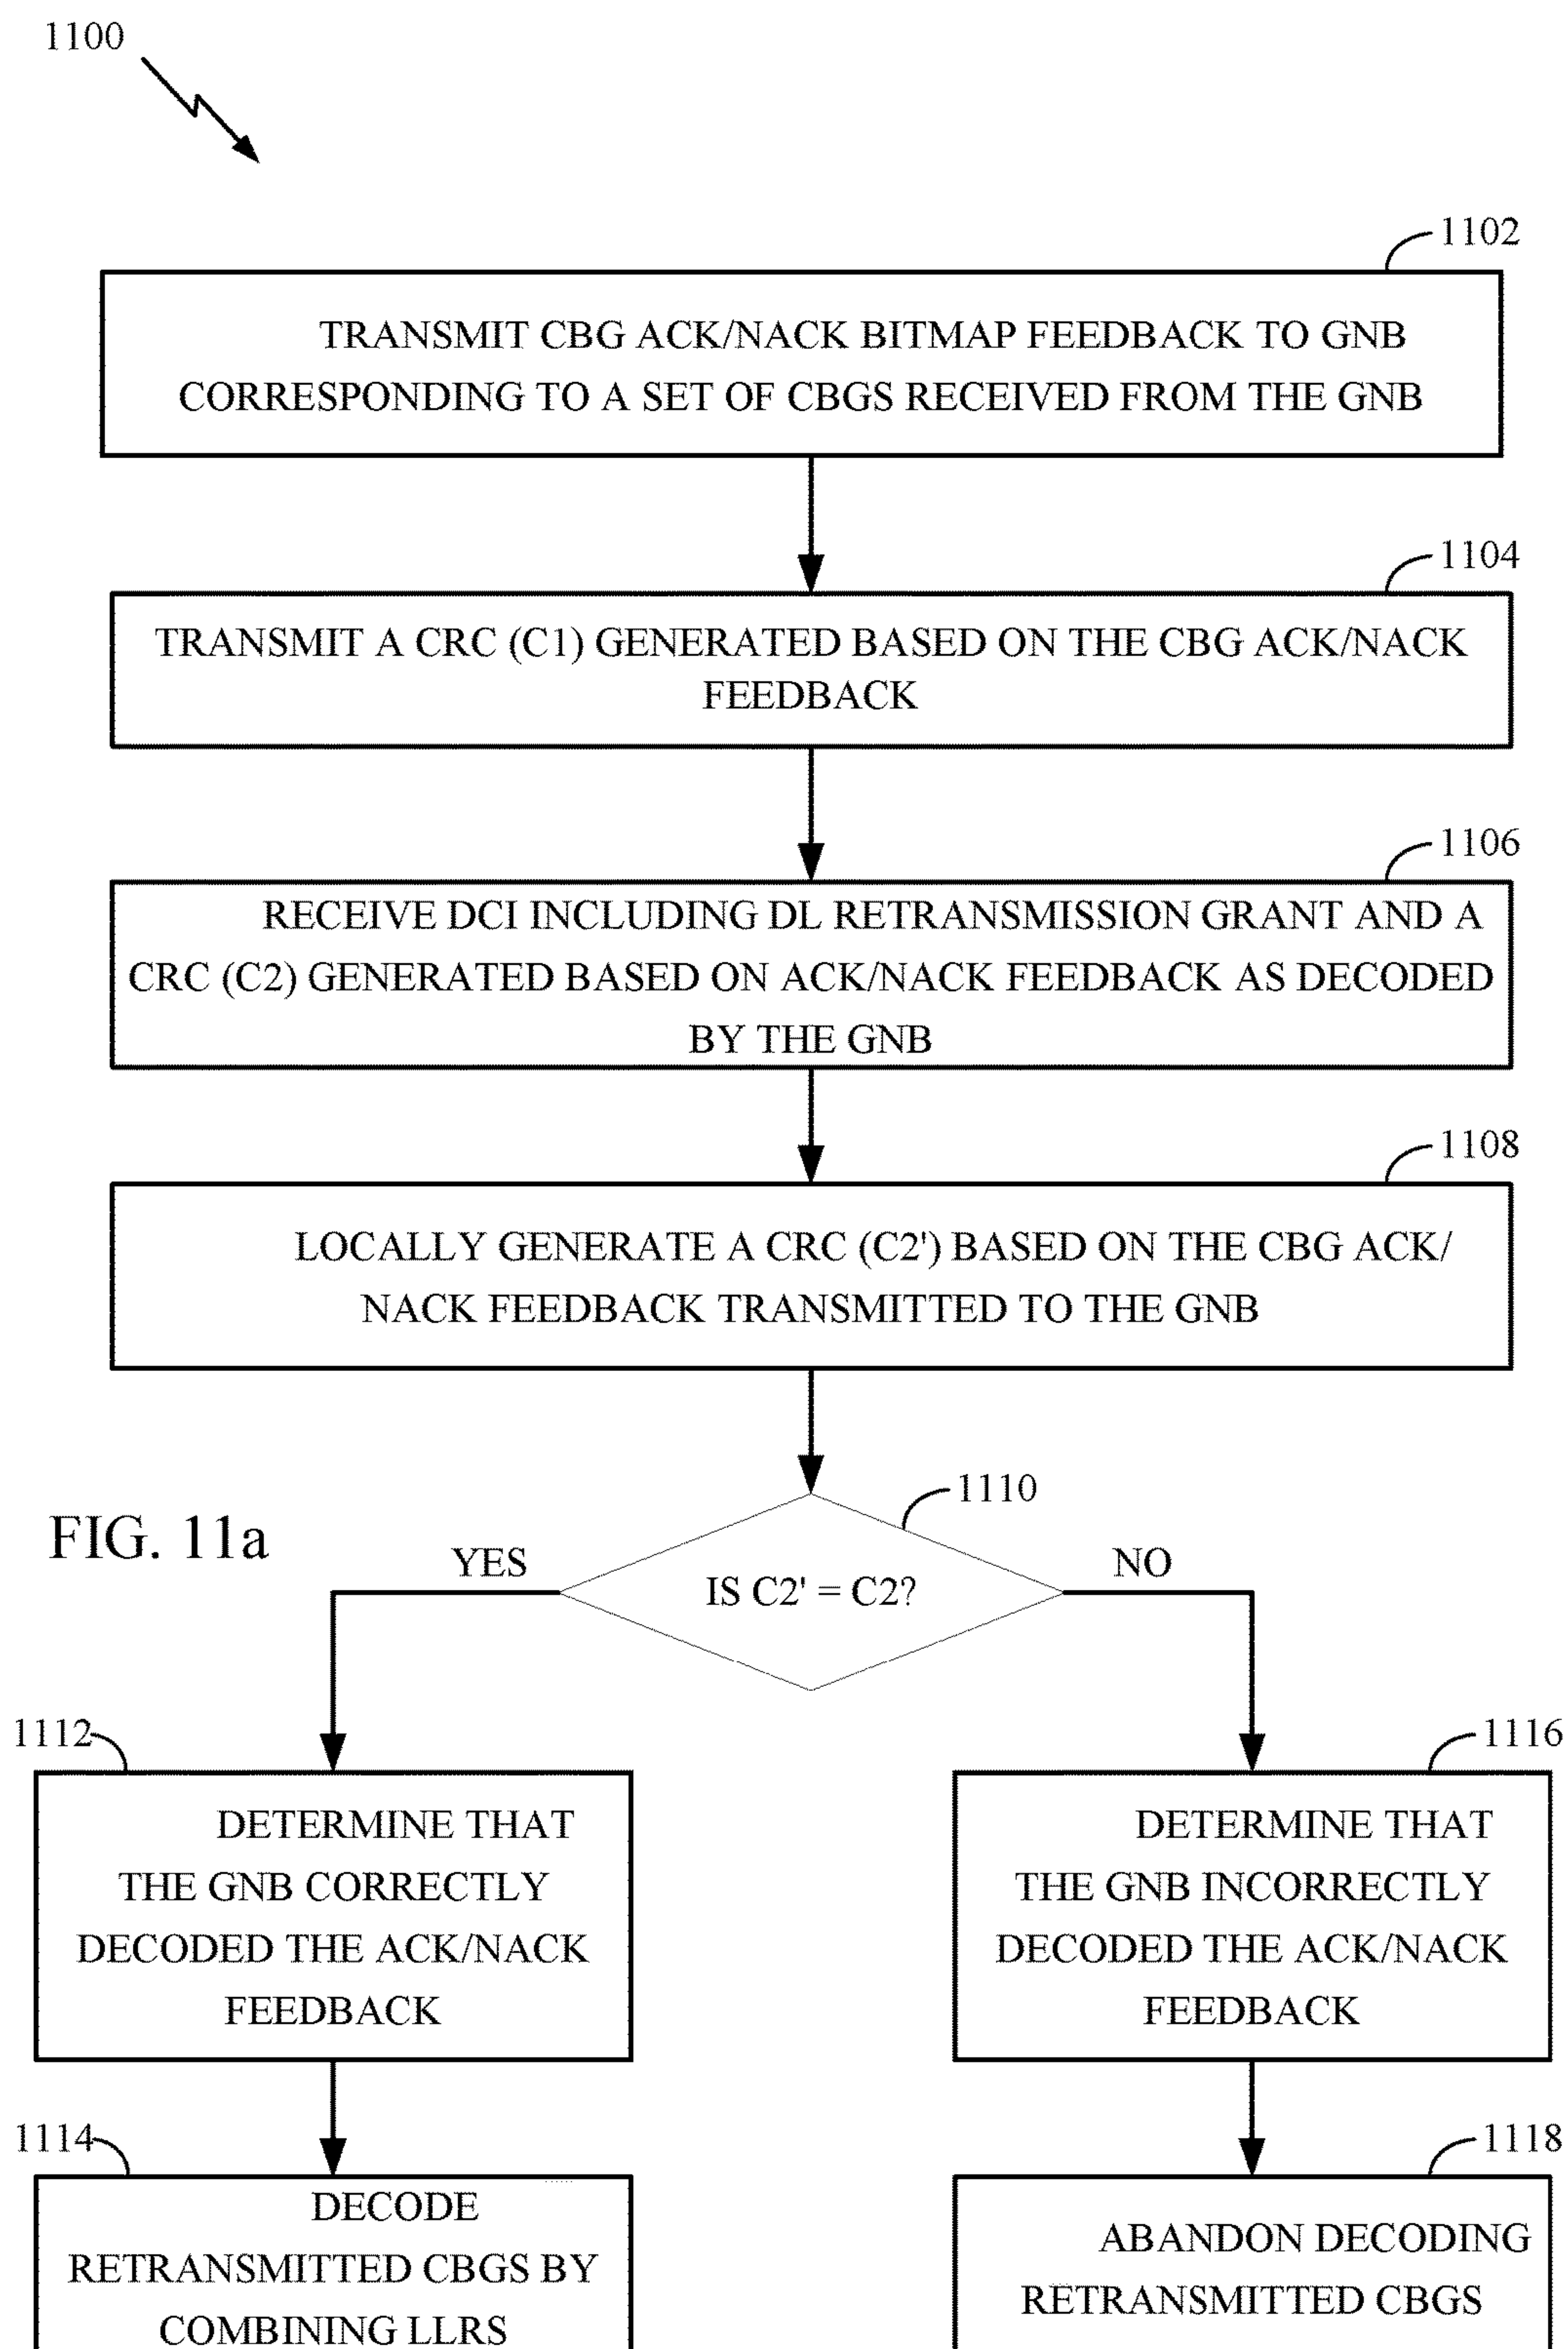 1100
1102
TRANSMIT CBG ACK/NACK BITMAP FEEDBACK TO GNB
CORRESPONDING TO A SET OF CBGS RECEIVED FROM THE GNB
1104
TRANSMIT A CRC (C1) GENERATED BASED ON THE CBG ACK/NACK
FEEDBACK
1106
RECEIVE DCI INCLUDING DL RETRANSMISSION GRANT AND A
CRC (C2) GENERATED BASED ON ACK/NACK FEEDBACK AS DECODED
BY THE GNB
1108
LOCALLY GENERATE A CRC (C2') BASED ON THE CBG ACK/
NACK FEEDBACK TRANSMITTED TO THE GNB
1110
FIG. 11a
YES
IS C2' = C2?
NO
1112
DETERMINE THAT
THE GNB CORRECTLY
DECODED THE ACK/NACK
FEEDBACK
1116
DETERMINE THAT
THE GNB INCORRECTLY
DECODED THE ACK/NACK
FEEDBACK
1114
DECODE
RETRANSMITTED CBGS BY
COMBINING LLRS
1118
ABANDON DECODING
RETRANSMITTED CBGS